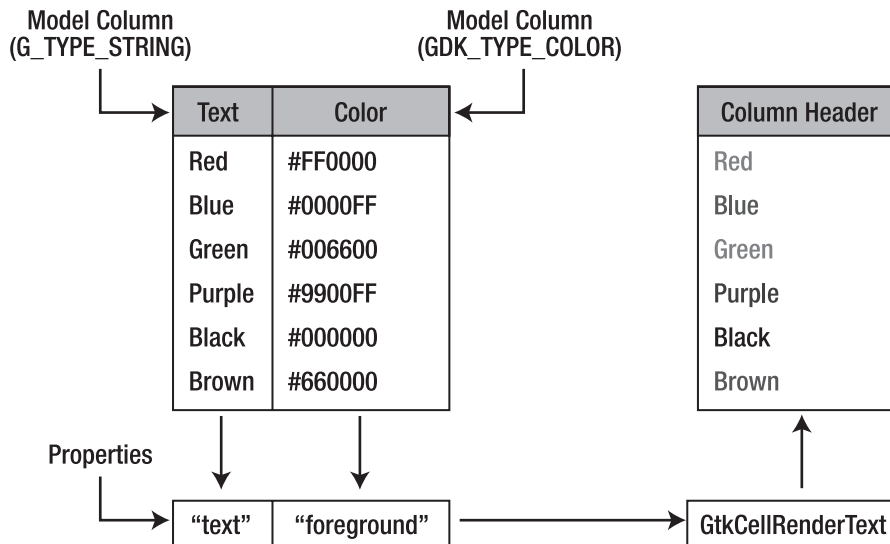 Model Column
(G_TYPE_STRING)
Model Column
(GDK_TYPE_COLOR)
Text Color
Red #FF0000
Blue #0000FF
Green #006600
Purple #9900FF
Black #000000
Brown #660000
Column Header
Red
Blue
Green
Purple
Black
Brown
Properties
“text” “foreground”
GtkCellRenderText